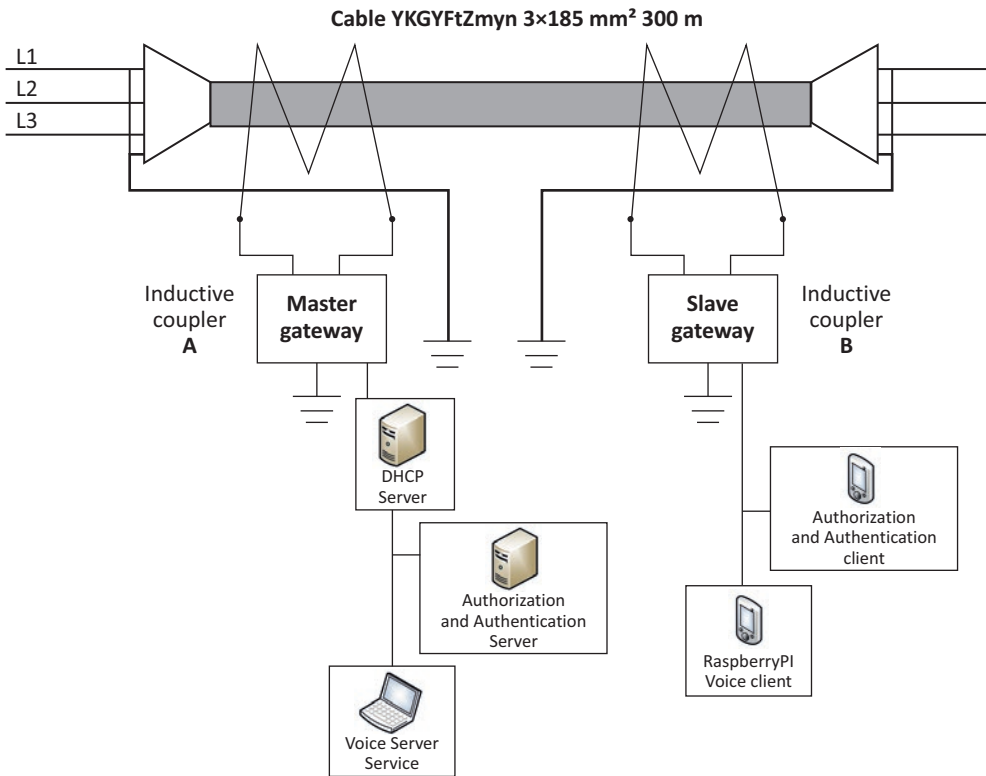 Cable YKGYFtZmyn 3×185 mm² 300 m
L1
L2
L3
Inductive
coupler
A
Master
gateway
Slave
gateway
Inductive
coupler
B
DHCP
Server
Authorization
and Authentication
Server
Voice Server
Service
Authorization
and Authentication
client
RaspberryPI
Voice client